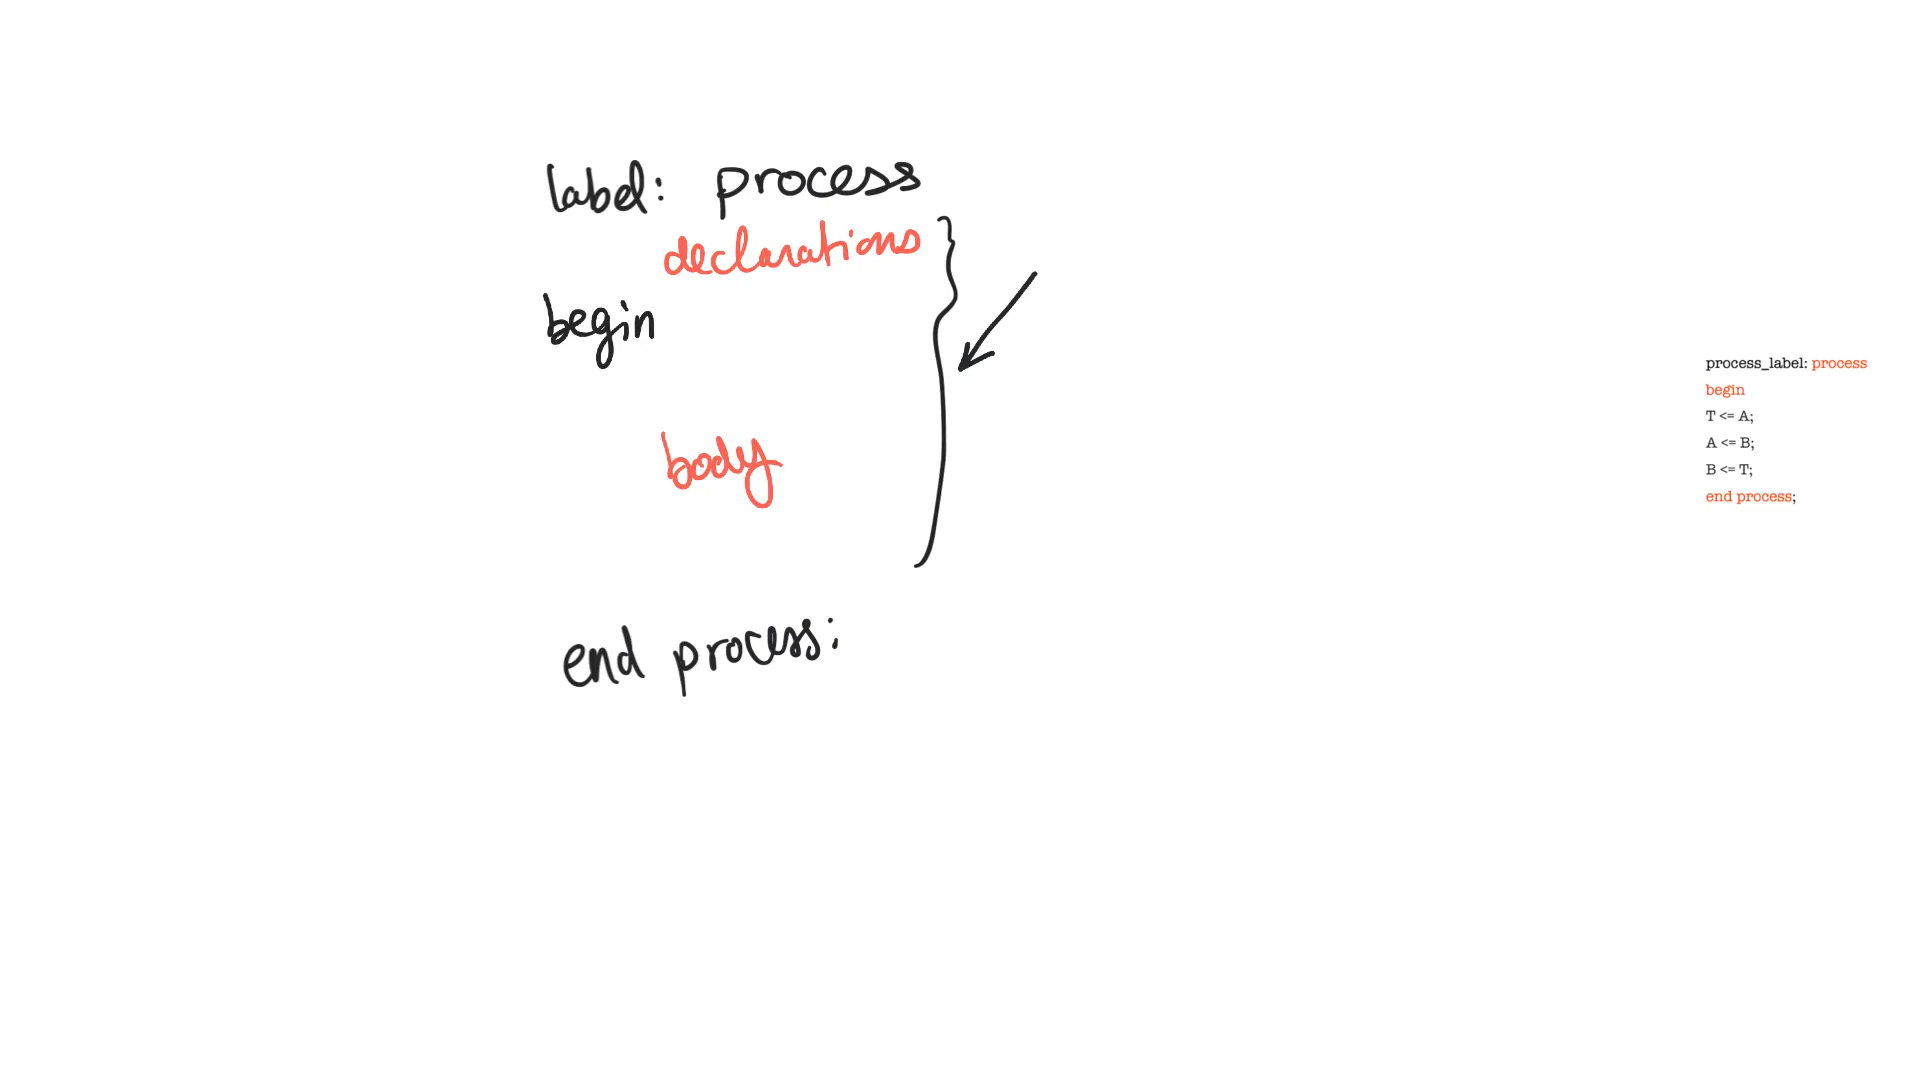 label: process
declarations
begin
body
end process;
process_label: process
begin
T <= A;
A <= B;
B <= T;
end process;